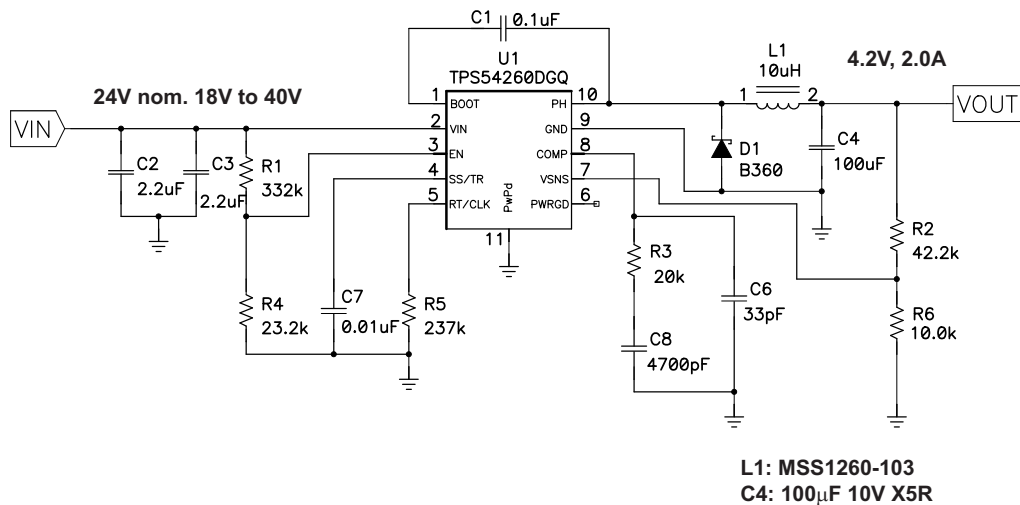 C1
0.1uF
U1
TPS54260DGQ
L1
10uH
4.2V, 2.0A
24V nom. 18V to 40V
VIN
VOUT
1
BOOT
PH
10
1
2
2
VIN
GND
9
3
EN
COMP
8
4
SS/TR
VSNS
7
5
RT/CLK
PWRGD
6
PwPd
11
C2
2.2uF
C3
2.2uF
R1
332k
D1
B360
C4
100uF
R2
42.2k
R3
20k
C6
33pF
R4
23.2k
C7
0.01uF
R5
237k
R6
10.0k
C8
4700pF
L1: MSS1260-103
C4: 100μF 10V X5R